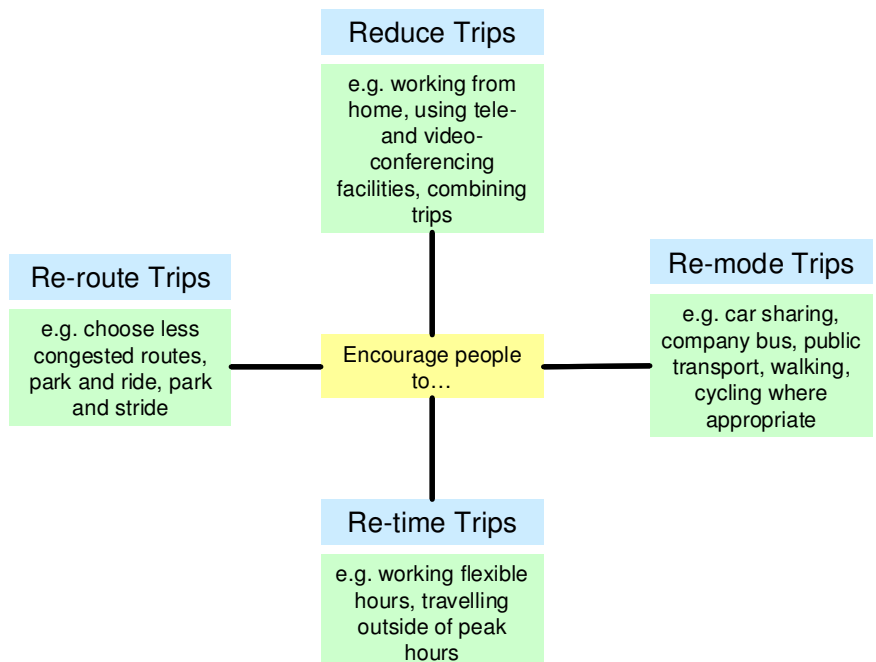 Reduce Trips
e.g. working from
home, using tele-
and video-
conferencing
facilities, combining
trips
Re-route Trips
e.g. choose less
congested routes,
park and ride, park
and stride
Encourage people
to…
Re-mode Trips
e.g. car sharing,
company bus, public
transport, walking,
cycling where
appropriate
Re-time Trips
e.g. working flexible
hours, travelling
outside of peak
hours